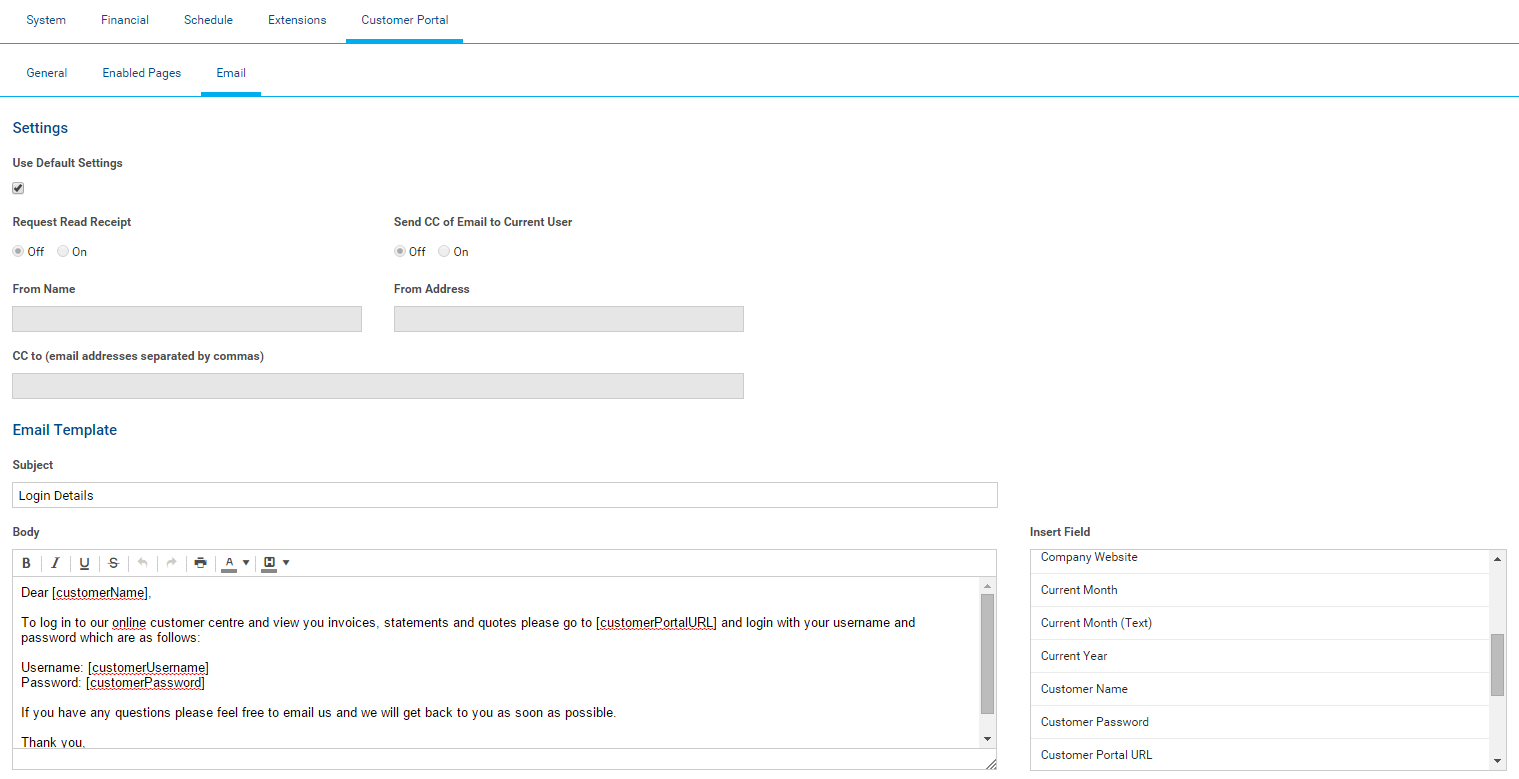 System Financial Schedule Extensions Customer Portal
General Enabled Pages Email
Settings
Use Default Settings
Request Read Receipt Send CC of Email to Current User
Off On Off On
From Name From Address
CC to (email addresses separated by commas)
Email Template
Subject
Login Details
Body Insert Field
B I U S A H
Dear [customerName],
To log in to our online customer centre and view you invoices, statements and quotes please go to [customerPortalURL] and login with your username and
password which are as follows:
Username: [customerUsername]
Password: [customerPassword]
If you have any questions please feel free to email us and we will get back to you as soon as possible.
Thank you,
Company Website
Current Month
Current Month (Text)
Current Year
Customer Name
Customer Password
Customer Portal URL